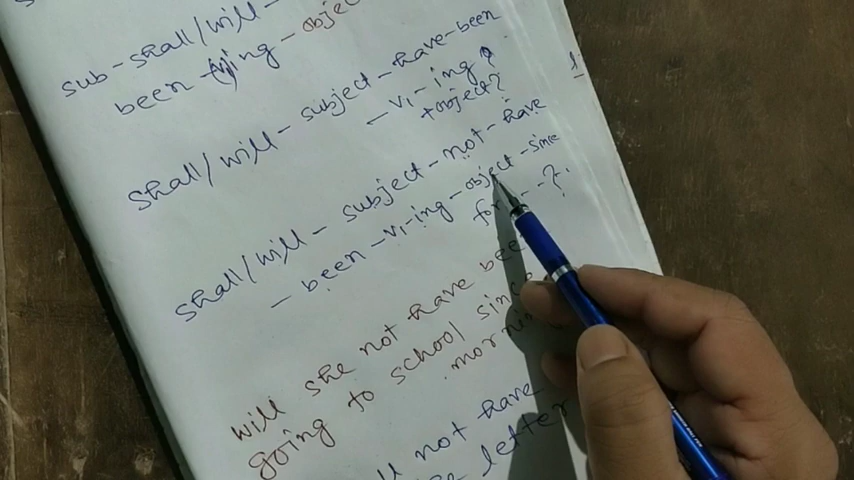 sub-shall/will-
been - ing - object
shall/will - subject - have-been
- v1 - ing
+object?
shall/will - subject - not - have
- been - v1 - ing - object - since
for ---?
will she not have been
going to school since
morni
not have
letter